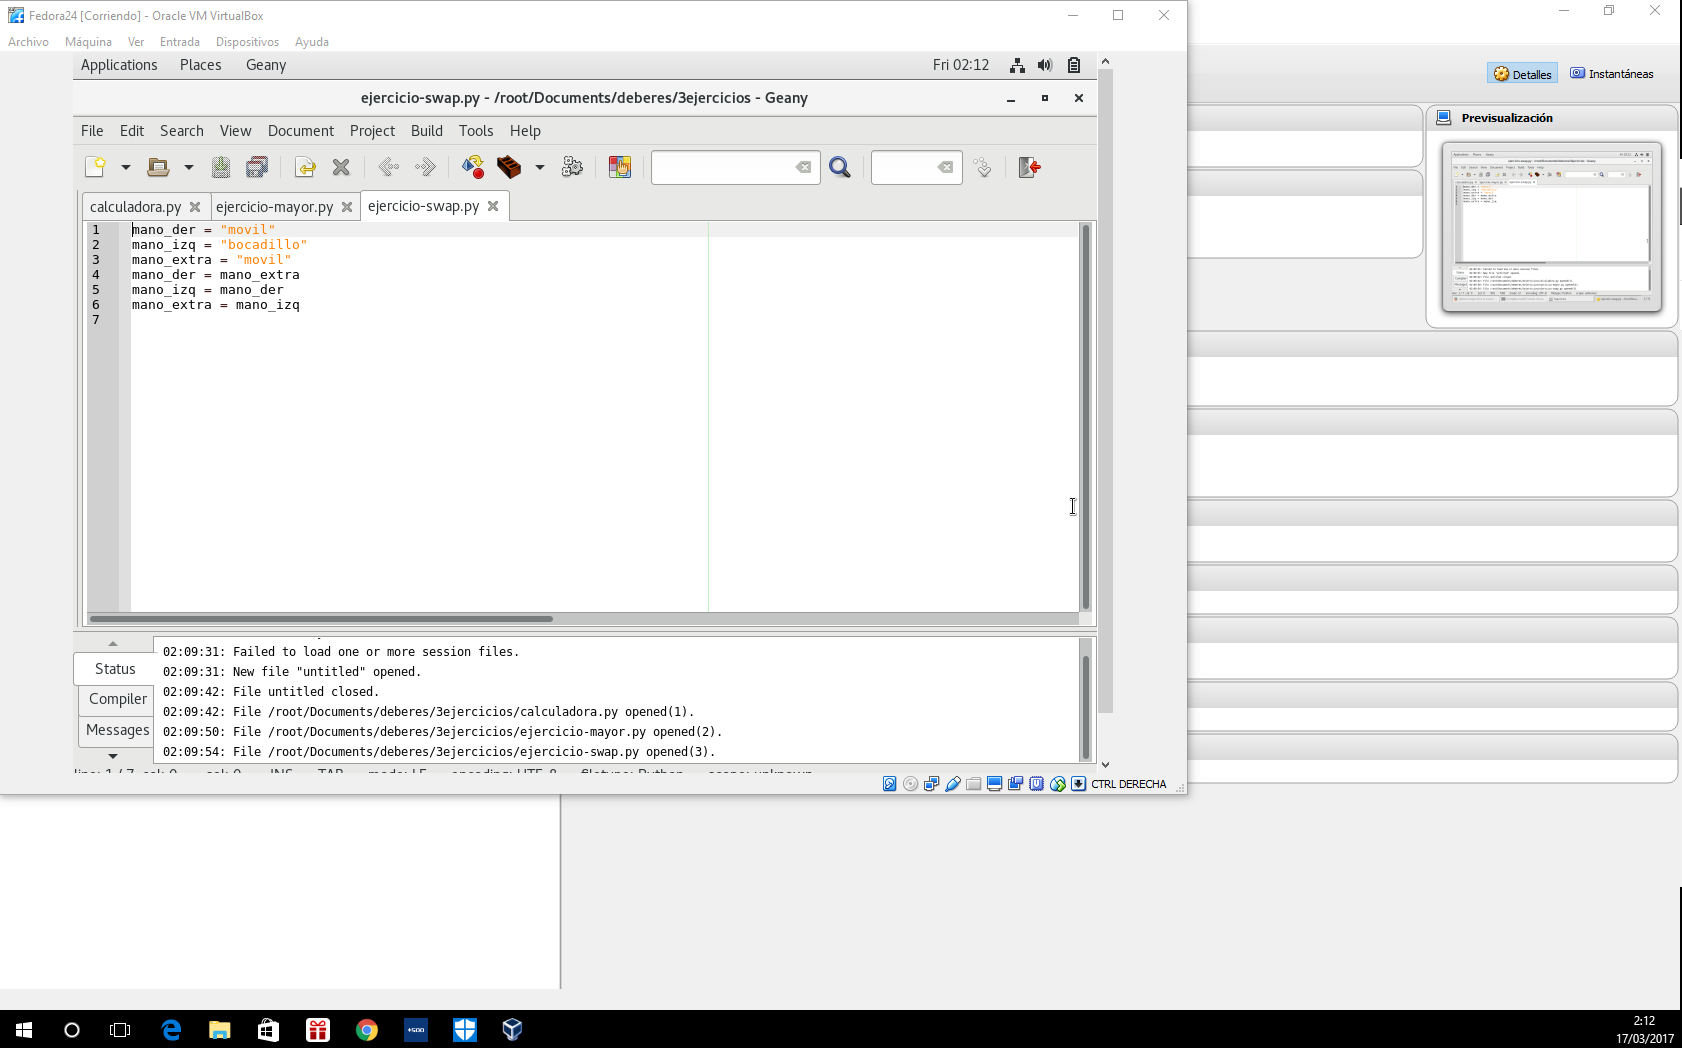 Fedora24 [Corriendo] - Oracle VM VirtualBox
Archivo Máquina Ver Entrada Dispositivos Ayuda
Applications Places Geany Fri 02:12
ejercicio-swap.py - /root/Documents/deberes/3ejercicios - Geany
File Edit Search View Document Project Build Tools Help
calculadora.py ejercicio-mayor.py ejercicio-swap.py
1 mano_der = "movil"
2 mano_izq = "bocadillo"
3 mano_extra = "movil"
4 mano_der = mano_extra
5 mano_izq = mano_der
6 mano_extra = mano_izq
7
Status
Compiler
Messages
02:09:31: Failed to load one or more session files.
02:09:31: New file "untitled" opened.
02:09:42: File untitled closed.
02:09:42: File /root/Documents/deberes/3ejercicios/calculadora.py opened(1).
02:09:50: File /root/Documents/deberes/3ejercicios/ejercicio-mayor.py opened(2).
02:09:54: File /root/Documents/deberes/3ejercicios/ejercicio-swap.py opened(3).
CTRL DERECHA
Detalles Instantáneas
Previsualización
+500
2:12
17/03/2017